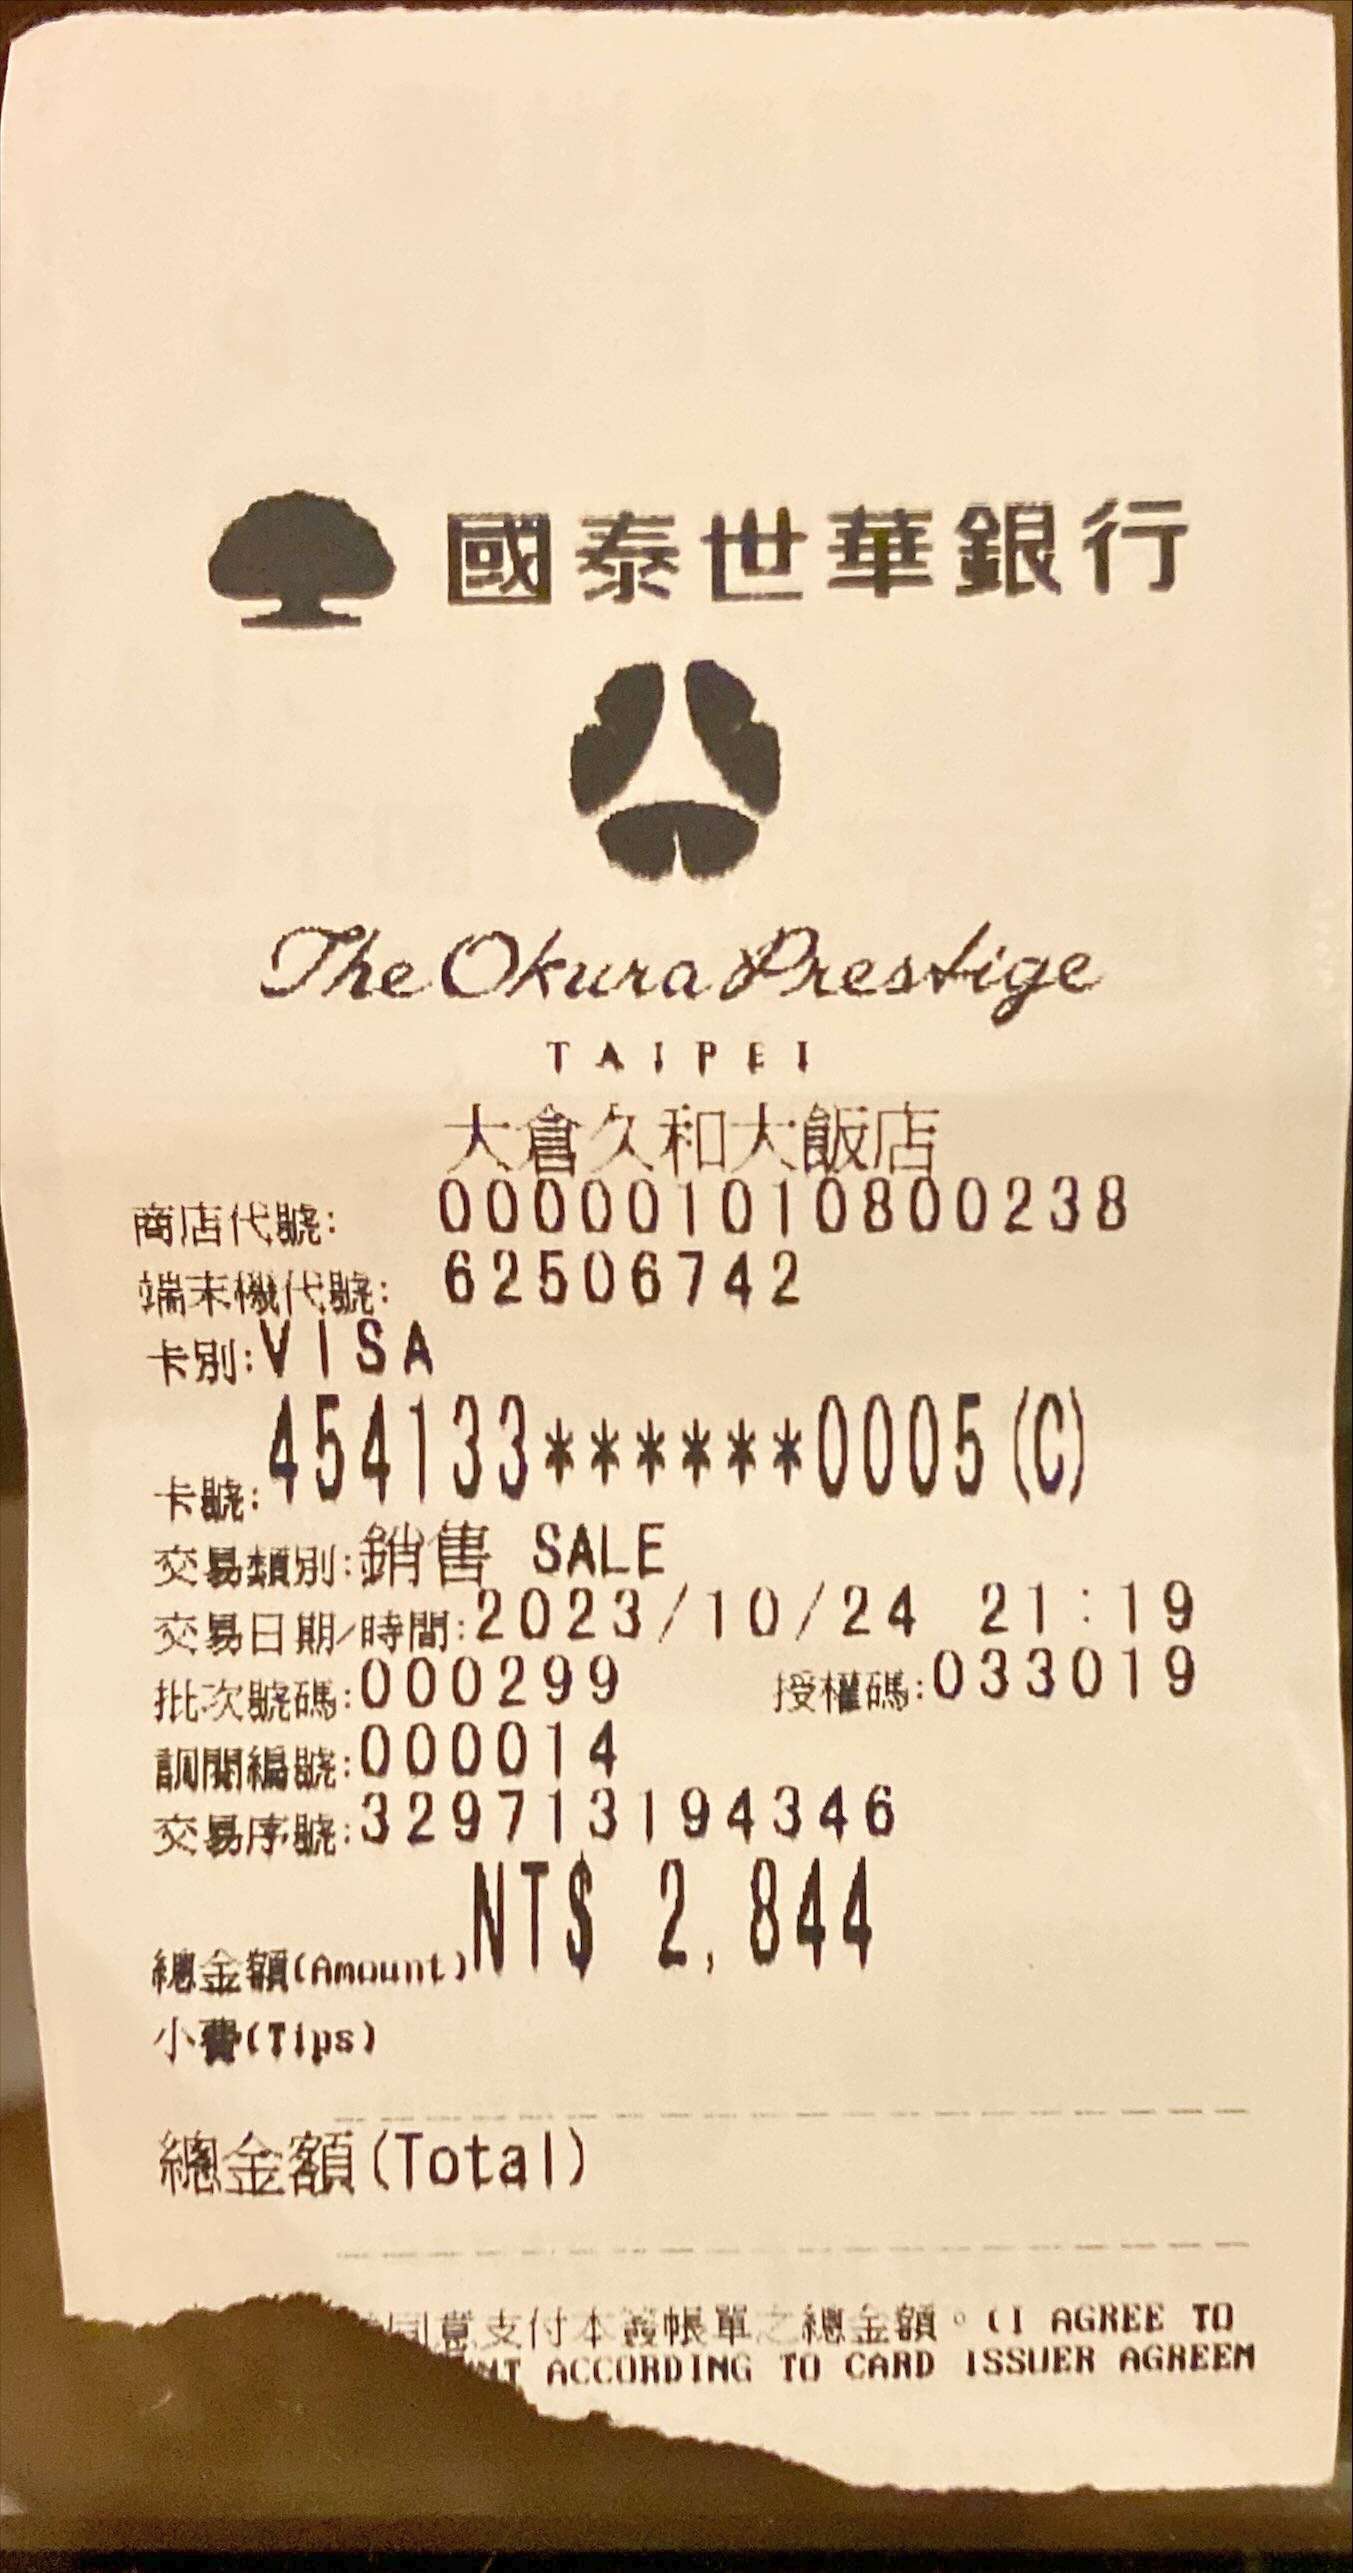 國泰世華銀行
The Okura Prestige
TAIPEI
大倉久和大飯店
商店代號: 000001010800238
端末機代號: 62506742
卡別:VISA
卡號:454133******0005(C)
交易類別:銷售 SALE
交易日期/時間:2023/10/24 21:19
批次號碼:000299 授權碼:033019
調閱編號:000014
交易序號:329713194346
總金額(Amount)NT$ 2,844
小費(Tips)
總金額(Total)
同意支付本簽帳單之總金額。(I AGREE TO
ACCORDING TO CARD ISSUER AGREEM